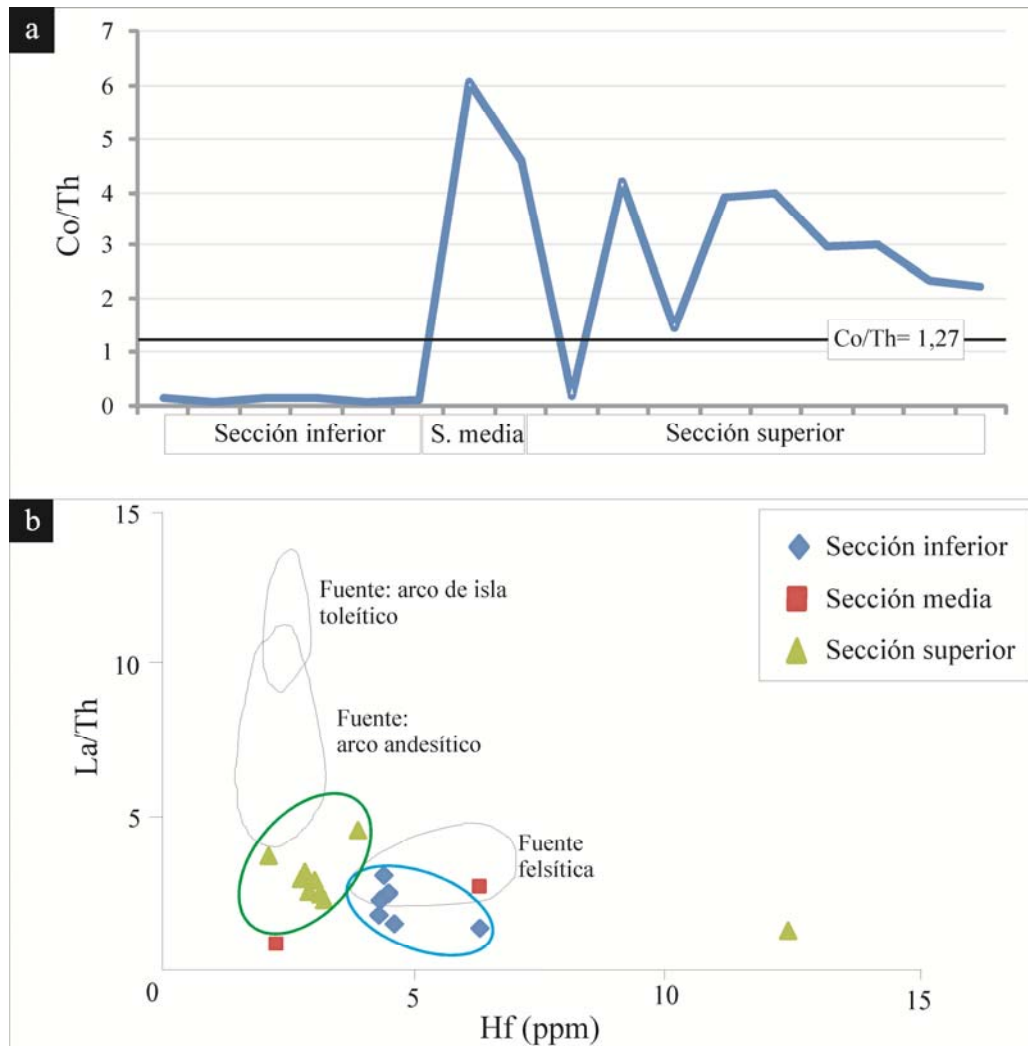 a
7
6
5
4
3
2
1
0
Co/Th
Co/Th= 1,27
Sección inferior
S. media
Sección superior
b
15
10
5
0
5
10
15
La/Th
Hf (ppm)
Fuente: arco de isla
toleítico
Fuente:
arco andesítico
Fuente
felsítica
Sección inferior
Sección media
Sección superior